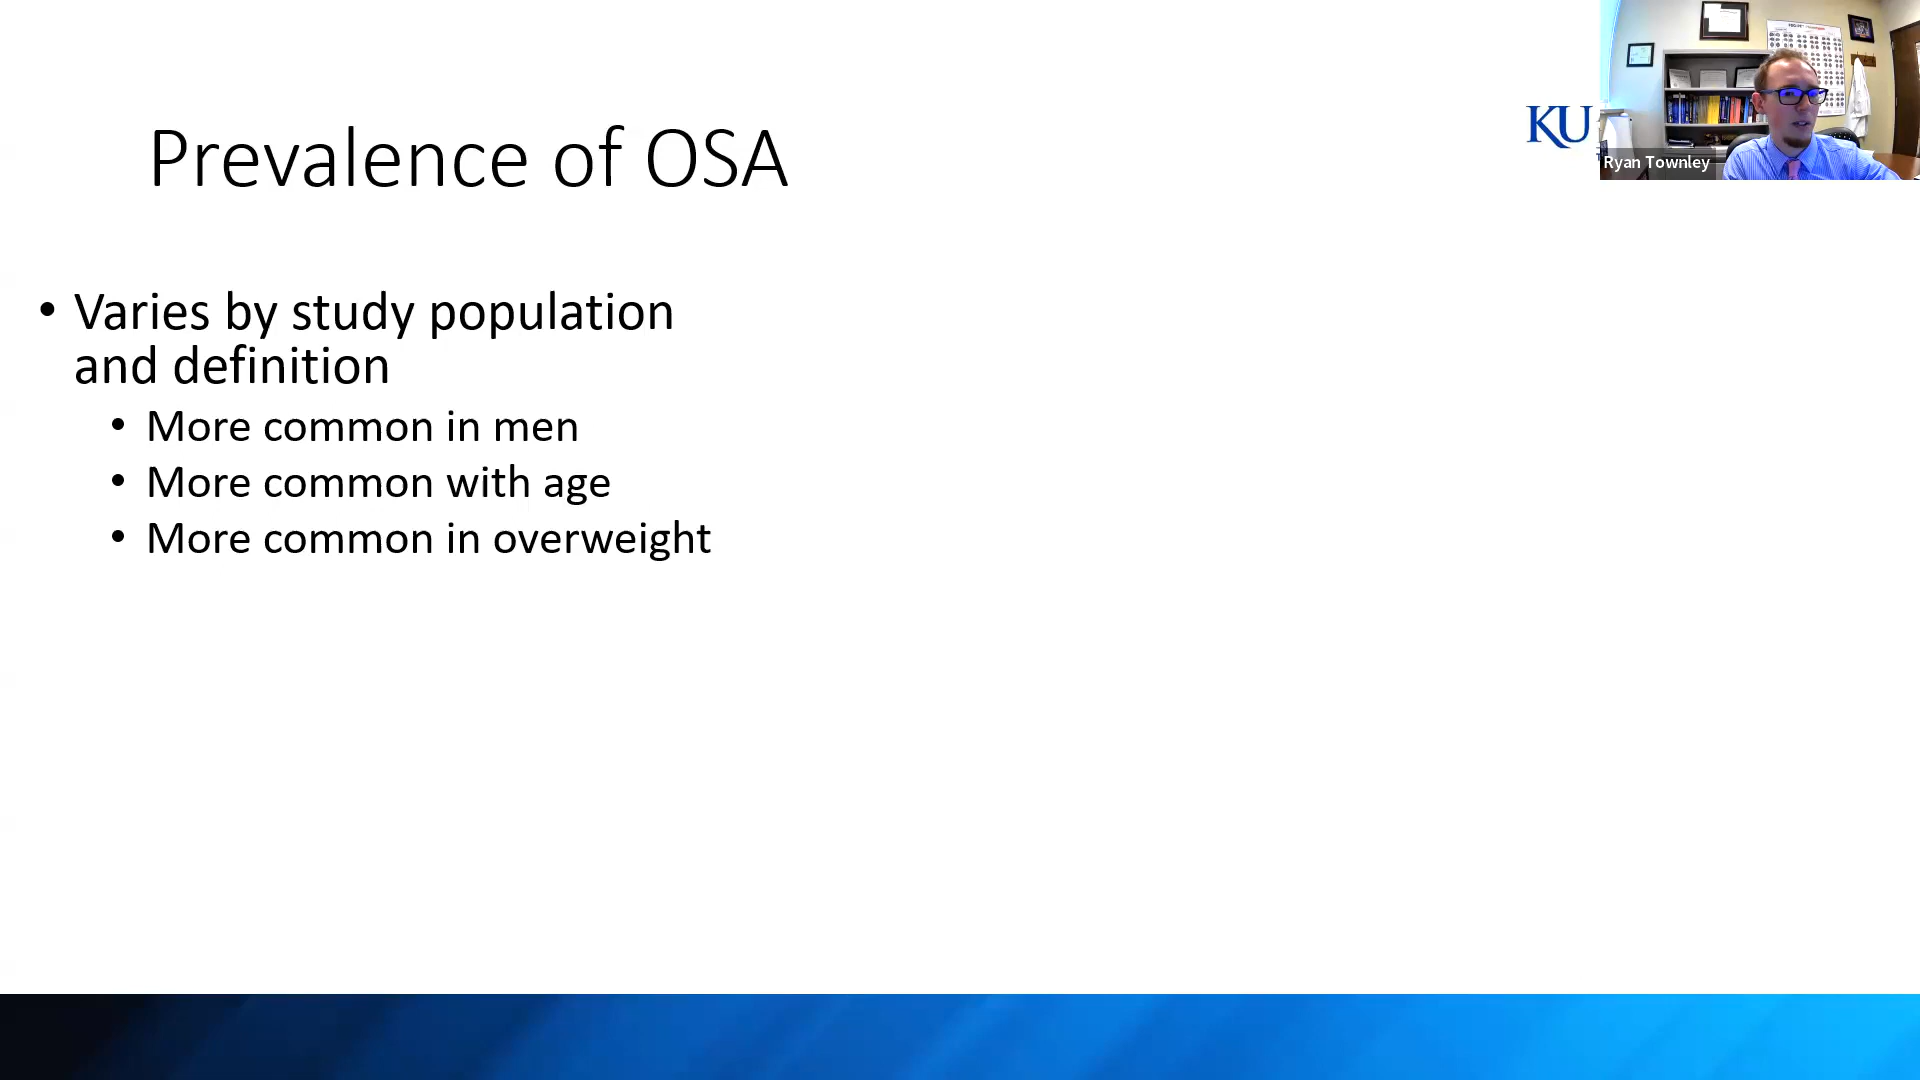 Prevalence of OSA
KU
Ryan Townley
• Varies by study population
and definition
• More common in men
• More common with age
• More common in overweight